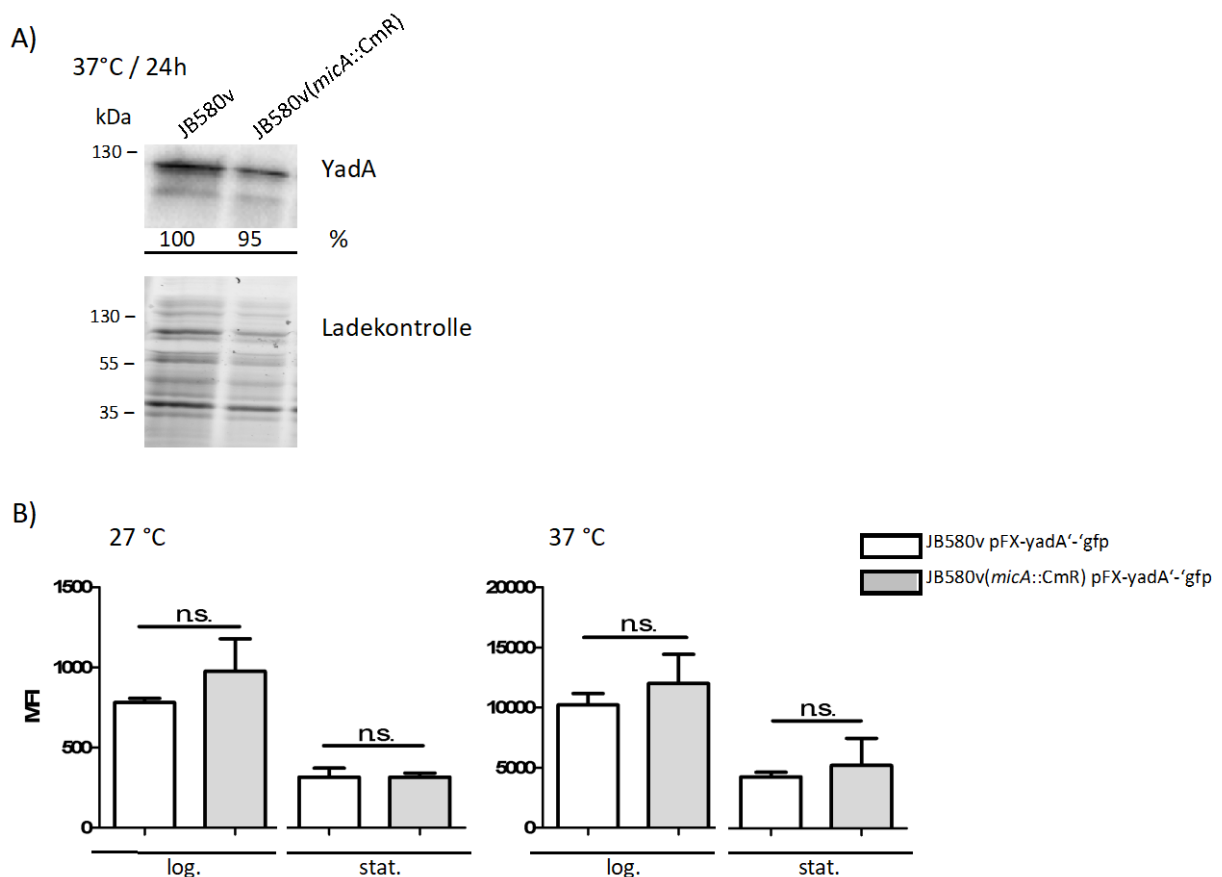 A)
37°C / 24h
kDa
JB580v
JB580v(micA::CmR)
130 –
YadA
100 95 %
130 –
Ladekontrolle
55 –
35 –
B)
27 °C
37 °C
JB580v pFX-yadA‘-‘gfp
JB580v(micA::CmR) pFX-yadA‘-‘gfp
MFI
1500
1000
500
0
n.s.
n.s.
log. stat.
20000
15000
10000
5000
0
n.s.
n.s.
log. stat.